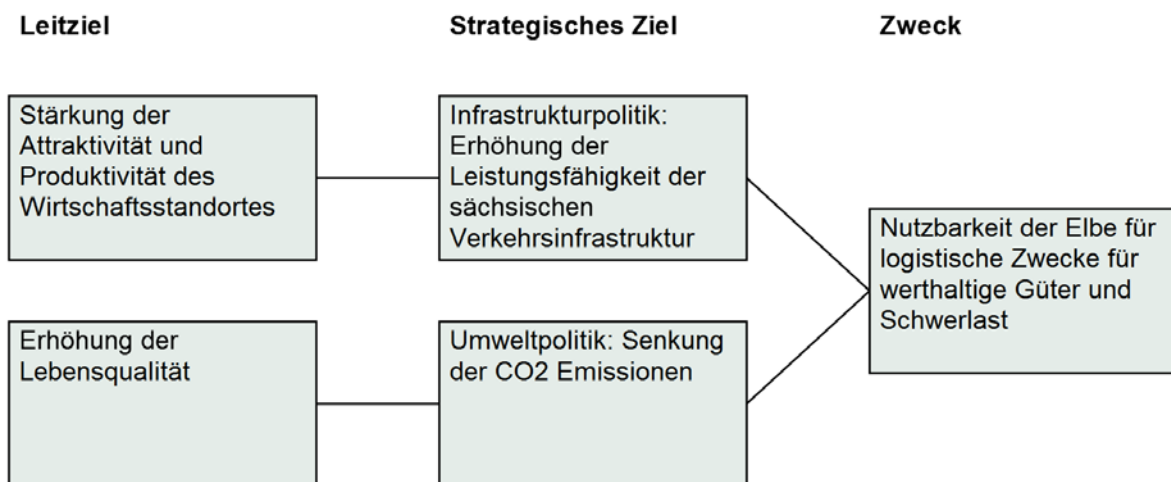 Leitziel
Strategisches Ziel
Zweck
Stärkung der
Attraktivität und
Produktivität des
Wirtschaftsstandortes
Infrastrukturpolitik:
Erhöhung der
Leistungsfähigkeit der
sächsischen
Verkehrsinfrastruktur
Nutzbarkeit der Elbe für
logistische Zwecke für
werthaltige Güter und
Schwerlast
Erhöhung der
Lebensqualität
Umweltpolitik: Senkung
der CO2 Emissionen